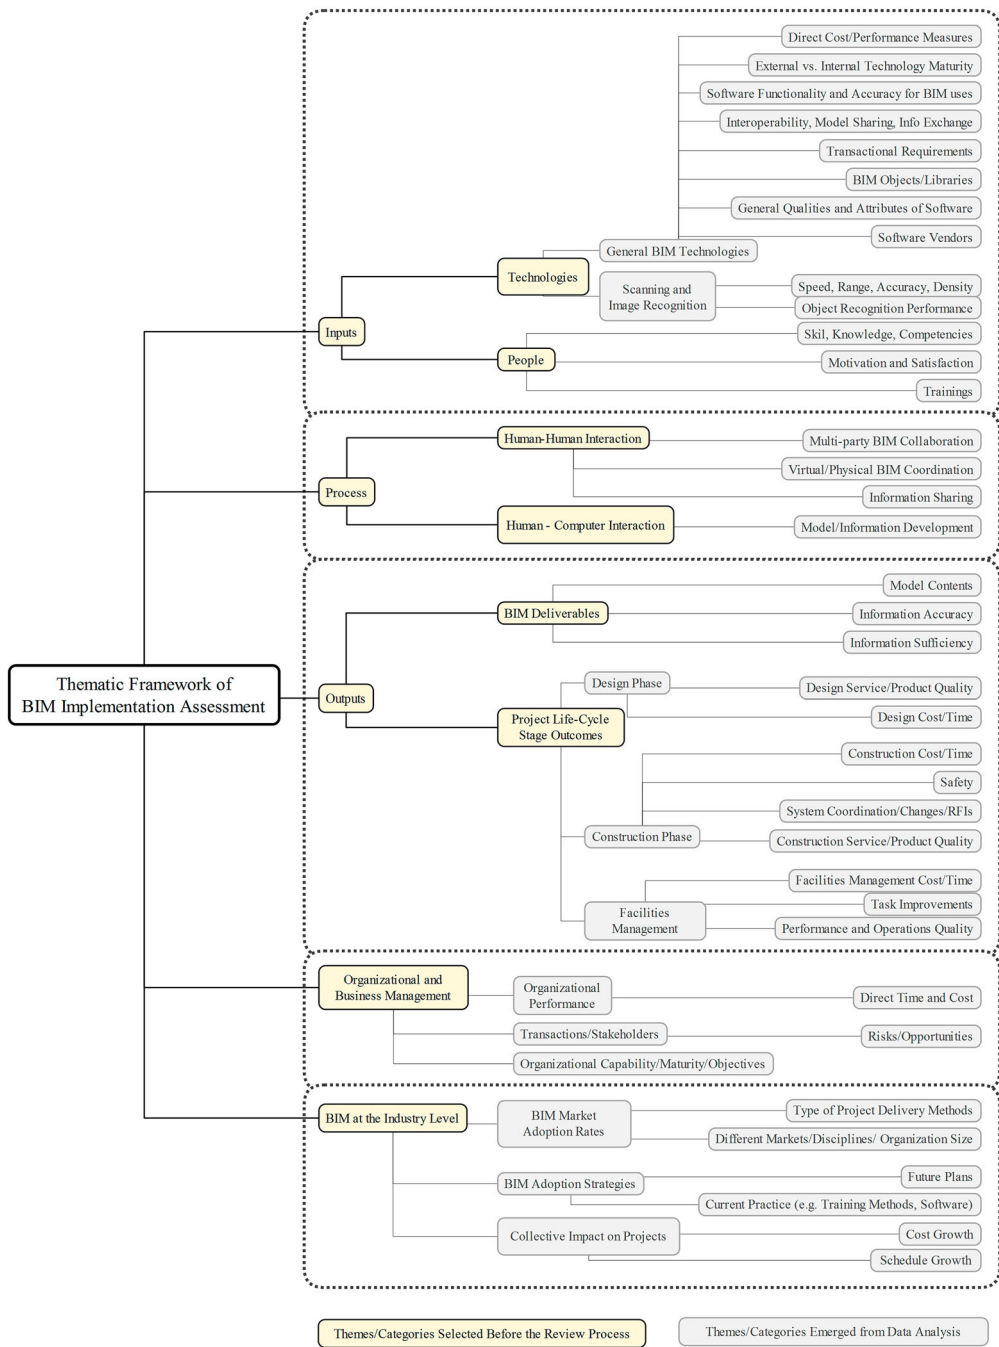 Direct Cost/Performance Measures
External vs. Internal Technology Maturity
Software Functionality and Accuracy for BIM uses
Interoperability, Model Sharing, Info Exchange
Transactional Requirements
BIM Objects/Libraries
General Qualities and Attributes of Software
Software Vendors
General BIM Technologies
Technologies
Scanning and
Image Recognition
Speed, Range, Accuracy, Density
Object Recognition Performance
Inputs
People
Skil, Knowledge, Competencies
Motivation and Satisfaction
Trainings
Human-Human Interaction
Multi-party BIM Collaboration
Virtual/Physical BIM Coordination
Information Sharing
Process
Human - Computer Interaction
Model/Information Development
BIM Deliverables
Model Contents
Information Accuracy
Information Sufficiency
Thematic Framework of
BIM Implementation Assessment
Outputs
Project Life-Cycle
Stage Outcomes
Design Phase
Design Service/Product Quality
Design Cost/Time
Construction Cost/Time
Safety
System Coordination/Changes/RFIs
Construction Phase
Construction Service/Product Quality
Facilities Management Cost/Time
Task Improvements
Facilities
Management
Performance and Operations Quality
Organizational and
Business Management
Organizational
Performance
Direct Time and Cost
Transactions/Stakeholders
Risks/Opportunities
Organizational Capability/Maturity/Objectives
BIM at the Industry Level
BIM Market
Adoption Rates
Type of Project Delivery Methods
Different Markets/Disciplines/ Organization Size
BIM Adoption Strategies
Future Plans
Current Practice (e.g. Training Methods, Software)
Collective Impact on Projects
Cost Growth
Schedule Growth
Themes/Categories Selected Before the Review Process
Themes/Categories Emerged from Data Analysis